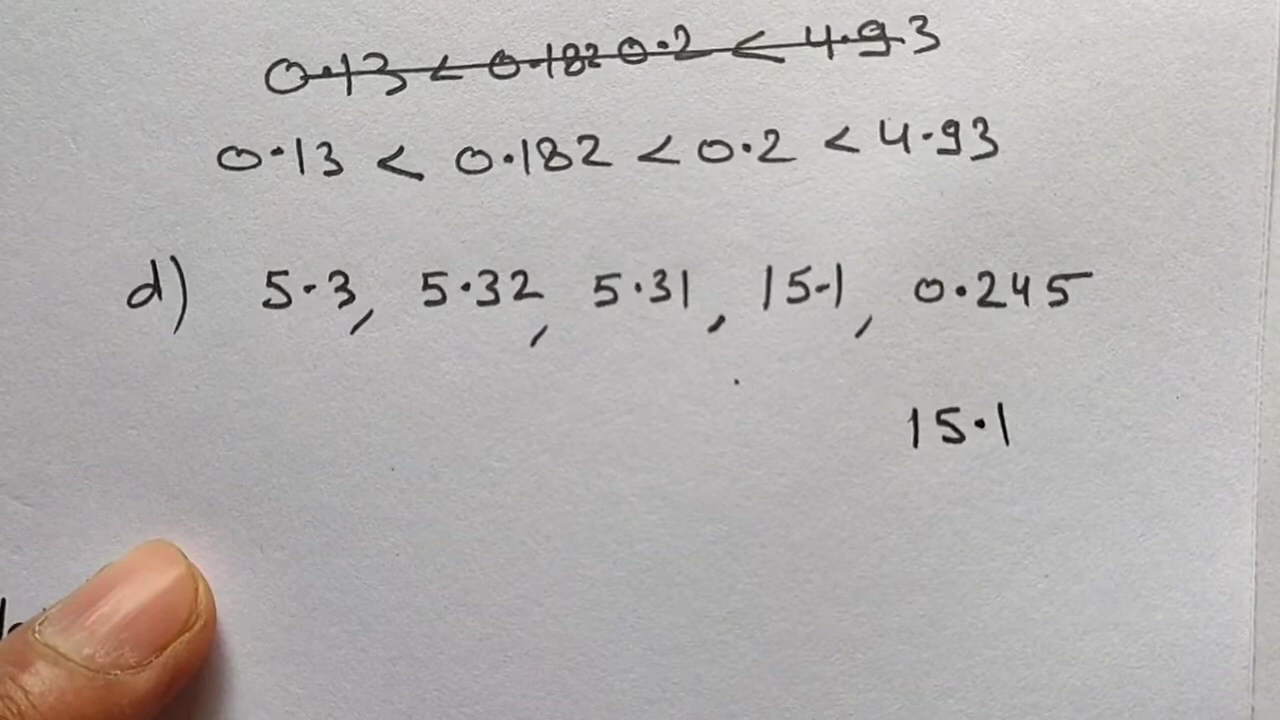 0.13 < 0.182 0.2 < 4.93
0.13 < 0.182 < 0.2 < 4.93
d) 5.3, 5.32, 5.31, 15.1, 0.245
15.1